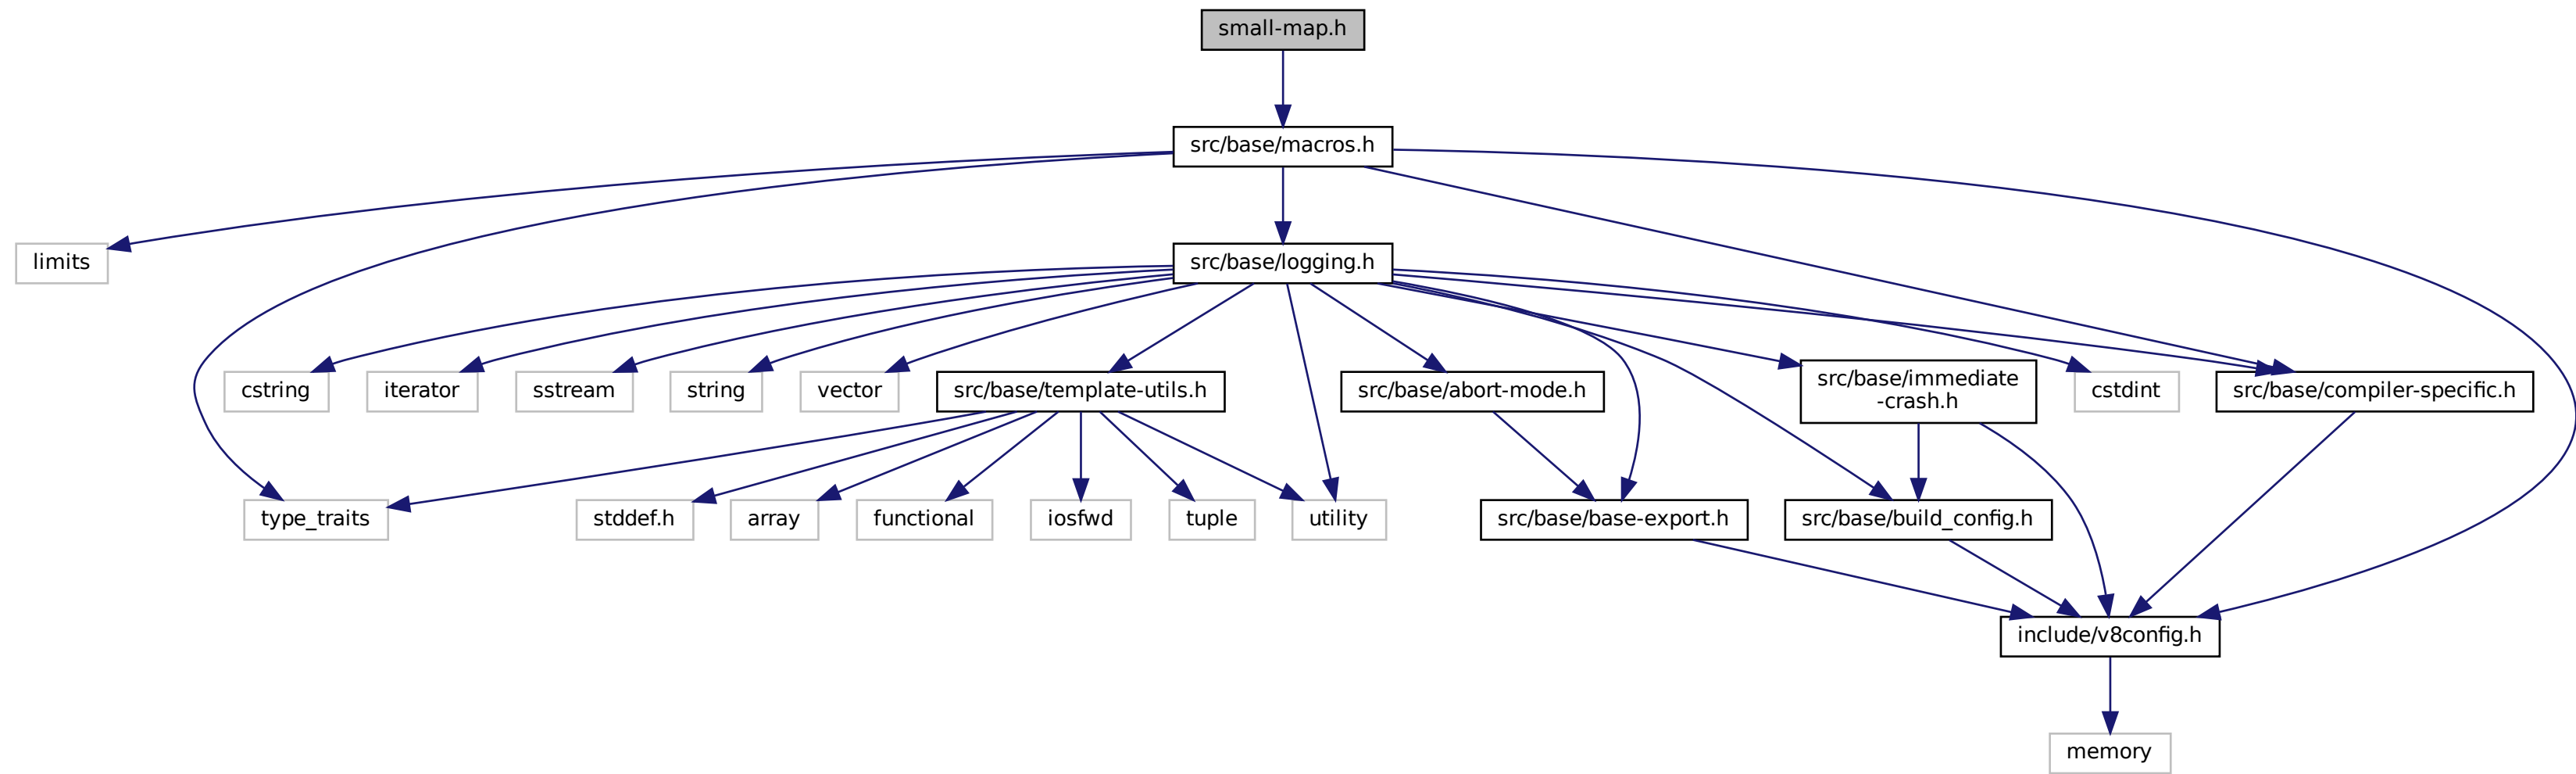 small-map.h
src/base/macros.h
limits
src/base/logging.h
cstring
iterator
sstream
string
vector
src/base/template-utils.h
src/base/abort-mode.h
src/base/immediate
-crash.h
cstdint
src/base/compiler-specific.h
type_traits
stddef.h
array
functional
iosfwd
tuple
utility
src/base/base-export.h
src/base/build_config.h
include/v8config.h
memory